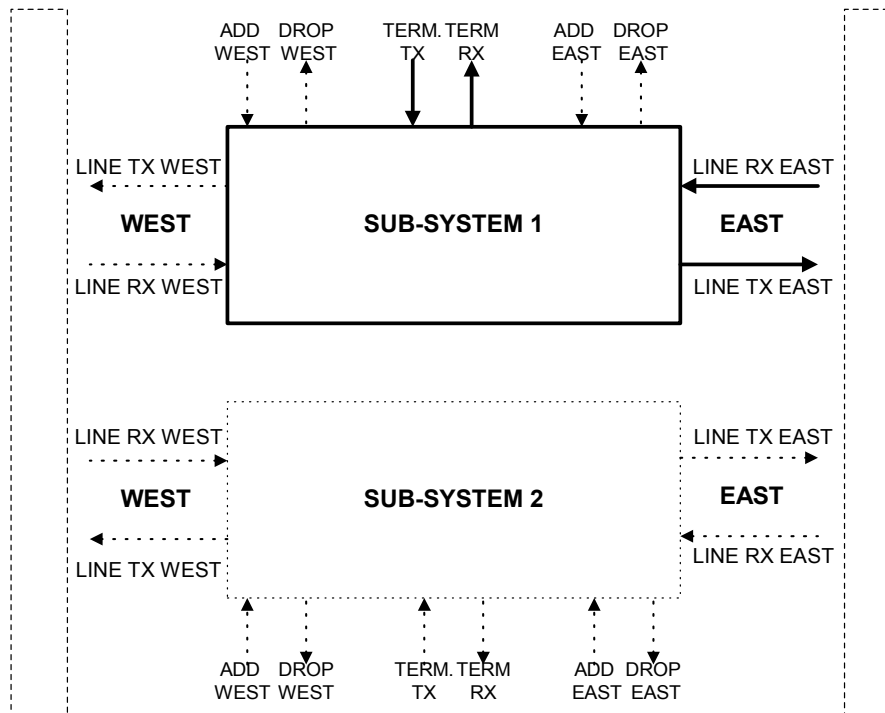 ADD DROP TERM. TERM ADD DROP
WEST WEST TX RX EAST EAST
LINE TX WEST LINE RX EAST
WEST SUB-SYSTEM 1 EAST
LINE RX WEST LINE TX EAST
LINE RX WEST LINE TX EAST
WEST SUB-SYSTEM 2 EAST
LINE TX WEST LINE RX EAST
ADD DROP TERM. TERM ADD DROP
WEST WEST TX RX EAST EAST